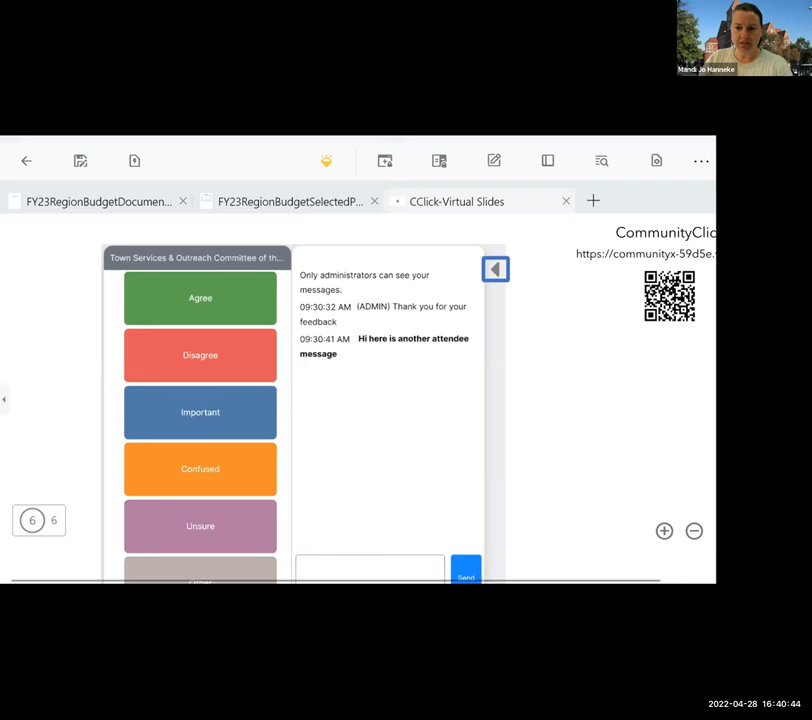 Mandi Jo Hanneke
FY23RegionBudgetDocumen...
FY23RegionBudgetSelectedP...
CClick-Virtual Slides
CommunityClic
https://communityx-59d5e.
Town Services & Outreach Committee of th...
Agree
Disagree
Important
Confused
Unsure
Only administrators can see your
messages.
09:30:32 AM (ADMIN) Thank you for your
feedback
09:30:41 AM Hi here is another attendee
message
Send
6 6
2022-04-28 16:40:44